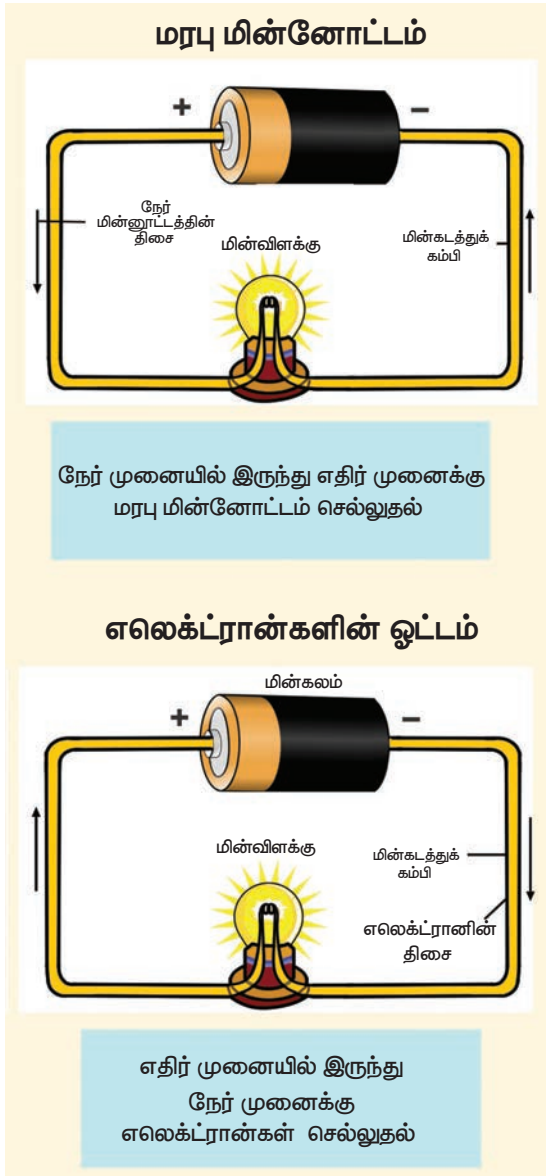 மரபு மின்னோட்டம்
+
−
நேர்
மின்னூட்டத்தின்
திசை
மின்விளக்கு
மின்கடத்துக்
கம்பி
நேர் முனையில் இருந்து எதிர் முனைக்கு
மரபு மின்னோட்டம் செல்லுதல்
எலெக்ட்ரான்களின் ஓட்டம்
மின்கலம்
+
−
மின்விளக்கு
மின்கடத்துக்
கம்பி
எலெக்ட்ரானின்
திசை
எதிர் முனையில் இருந்து
நேர் முனைக்கு
எலெக்ட்ரான்கள் செல்லுதல்